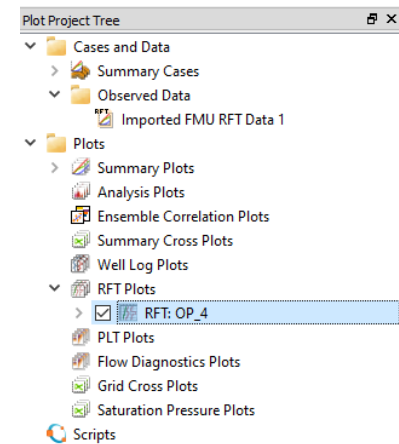 Plot Project Tree
Cases and Data
Summary Cases
Observed Data
RFT
Imported FMU RFT Data 1
Plots
Summary Plots
Analysis Plots
Ensemble Correlation Plots
Summary Cross Plots
Well Log Plots
RFT Plots
RFT: OP_4
PLT Plots
Flow Diagnostics Plots
Grid Cross Plots
Saturation Pressure Plots
Scripts